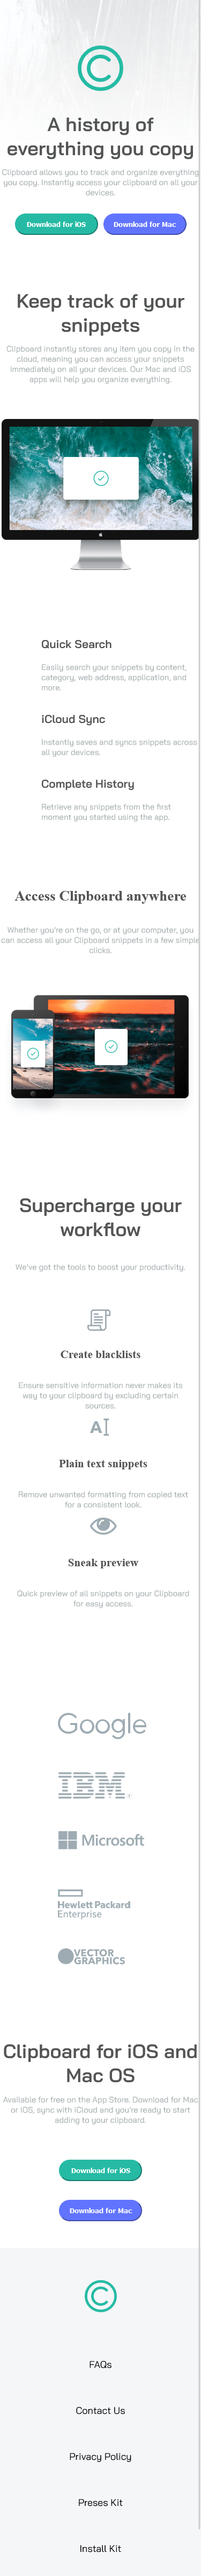 ©
A history of
everything you copy
Clipboard allows you to track and organize everything
you copy. Instantly access your clipboard on all your
devices.
Download for iOS
Download for Mac
Keep track of your
snippets
Clipboard instantly stores any item you copy in the
cloud, meaning you can access your snippets
immediately on all your devices. Our Mac and iOS
apps will help you organize everything.
Quick Search
Easily search your snippets by content,
category, web address, application, and
more.
iCloud Sync
Instantly saves and syncs snippets across
all your devices.
Complete History
Retrieve any snippets from the first
moment you started using the app.
Access Clipboard anywhere
Whether you're on the go, or at your computer, you
can access all your Clipboard snippets in a few simple
clicks.
Supercharge your
workflow
We've got the tools to boost your productivity.
Create blacklists
Ensure sensitive information never makes its
way to your clipboard by excluding certain
sources.
A
Plain text snippets
Remove unwanted formatting from copied text
for a consistent look.
Sneak preview
Quick preview of all snippets on your Clipboard
for easy access.
Google
IBM®
Microsoft
Hewlett Packard
Enterprise
VECTOR
GRAPHICS
Clipboard for iOS and
Mac OS
Available for free on the App Store. Download for Mac
or iOS, sync with iCloud and you're ready to start
adding to your clipboard.
Download for iOS
Download for Mac
©
FAQs
Contact Us
Privacy Policy
Preses Kit
Install Kit